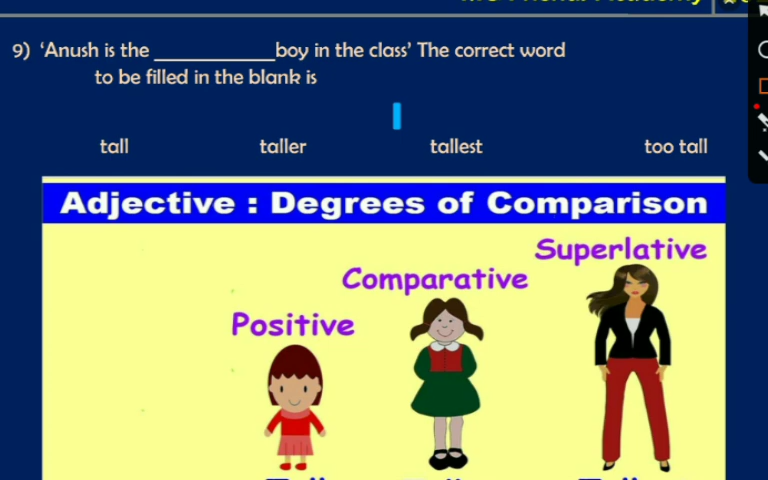 9) ‘Anush is the ____________boy in the class’ The correct word
to be filled in the blank is
tall taller tallest too tall
Adjective : Degrees of Comparison
Superlative
Comparative
Positive